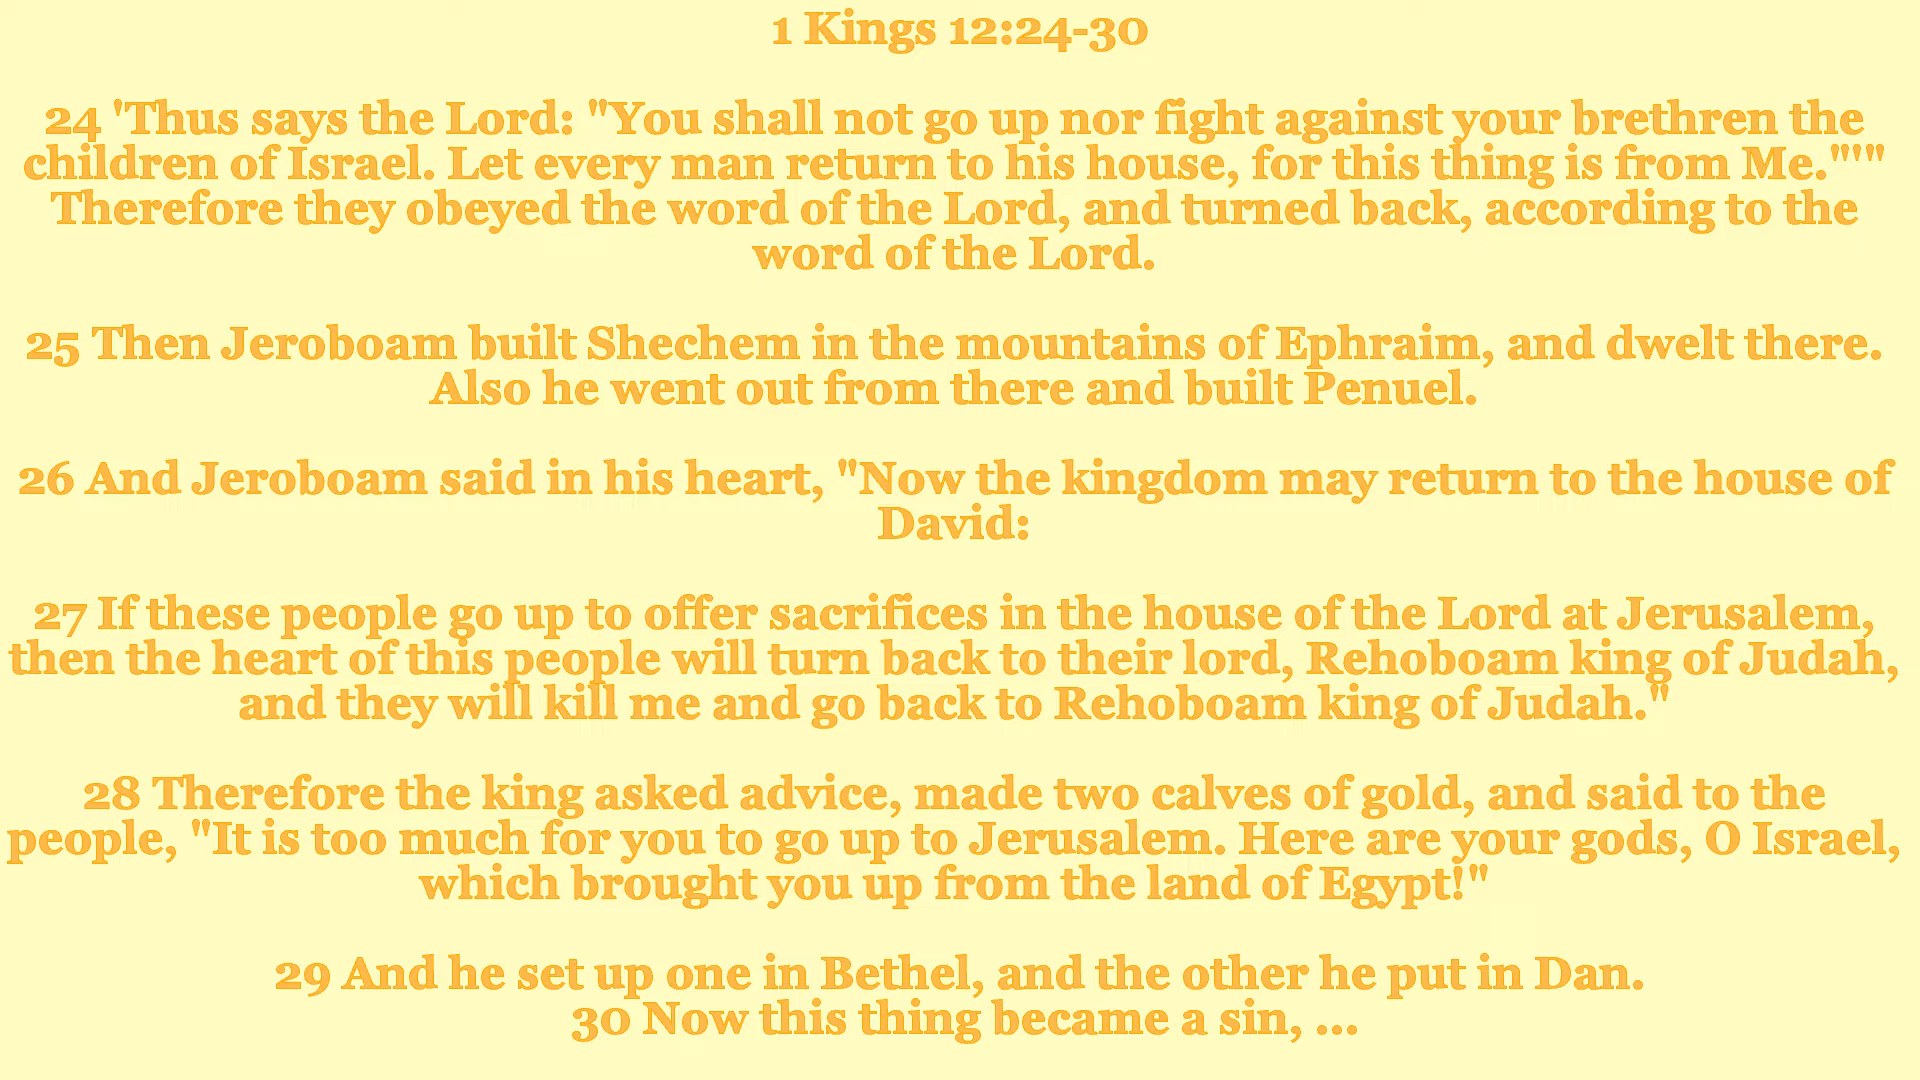 1 Kings 12:24-30
24 'Thus says the Lord: "You shall not go up nor fight against your brethren the
children of Israel. Let every man return to his house, for this thing is from Me."'"
Therefore they obeyed the word of the Lord, and turned back, according to the
word of the Lord.
25 Then Jeroboam built Shechem in the mountains of Ephraim, and dwelt there.
Also he went out from there and built Penuel.
26 And Jeroboam said in his heart, "Now the kingdom may return to the house of
David:
27 If these people go up to offer sacrifices in the house of the Lord at Jerusalem,
then the heart of this people will turn back to their lord, Rehoboam king of Judah,
and they will kill me and go back to Rehoboam king of Judah."
28 Therefore the king asked advice, made two calves of gold, and said to the
people, "It is too much for you to go up to Jerusalem. Here are your gods, O Israel,
which brought you up from the land of Egypt!"
29 And he set up one in Bethel, and the other he put in Dan.
30 Now this thing became a sin, ...